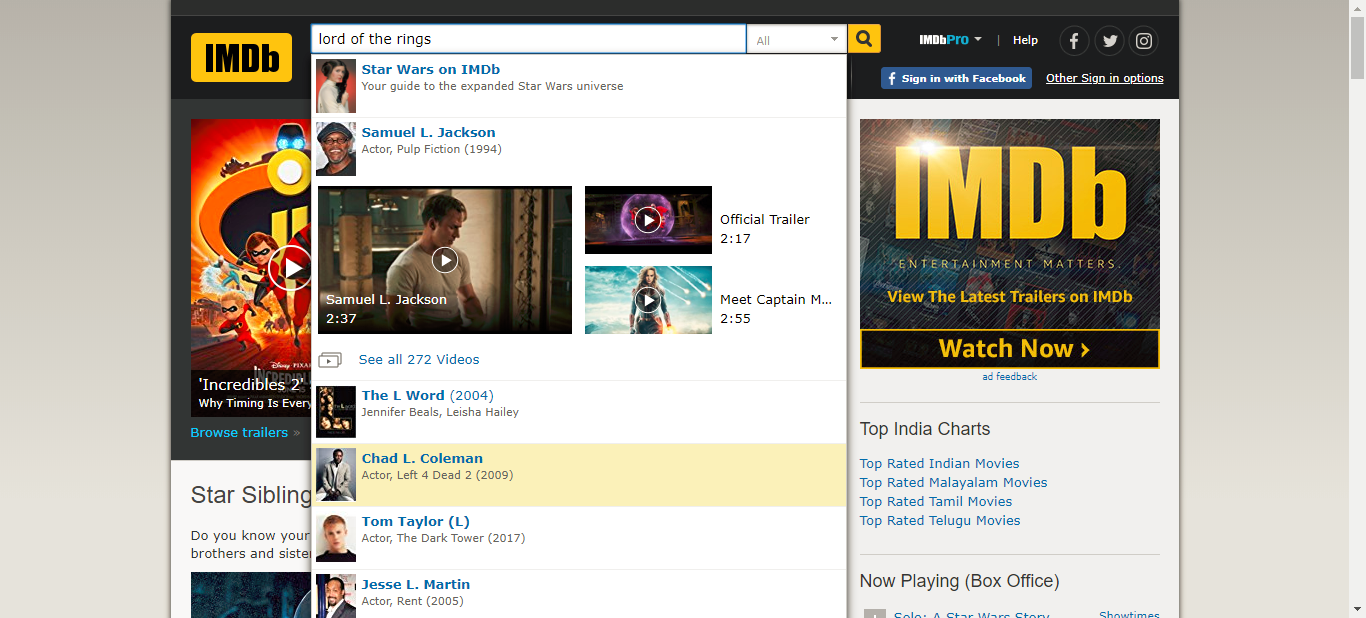 IMDb
lord of the rings
All
IMDbPro
|
Help
Sign in with Facebook
Other Sign in options
Star Wars on IMDb
Your guide to the expanded Star Wars universe
Samuel L. Jackson
Actor, Pulp Fiction (1994)
Samuel L. Jackson
2:37
Official Trailer
2:17
Meet Captain M...
2:55
See all 272 Videos
The L Word (2004)
Jennifer Beals, Leisha Hailey
Chad L. Coleman
Actor, Left 4 Dead 2 (2009)
Tom Taylor (L)
Actor, The Dark Tower (2017)
Jesse L. Martin
Actor, Rent (2005)
Disney PIXAR
INCREDIBLES 2
'Incredibles 2'
Why Timing Is Every
Browse trailers »
Star Sibling
Do you know your
brothers and siste
IMDb
ENTERTAINMENT MATTERS.
View The Latest Trailers on IMDb
Watch Now ›
ad feedback
Top India Charts
Top Rated Indian Movies
Top Rated Malayalam Movies
Top Rated Tamil Movies
Top Rated Telugu Movies
Now Playing (Box Office)
Solo: A Star Wars Story
Showtimes